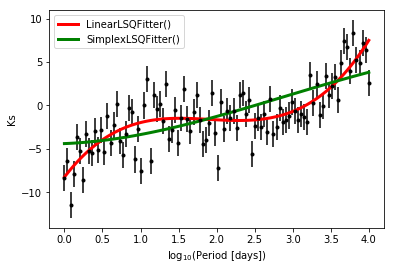 LinearLSQFitter()
SimplexLSQFitter()
10
5
0
−5
−10
Ks
0.0 0.5 1.0 1.5 2.0 2.5 3.0 3.5 4.0
log₁₀(Period [days])